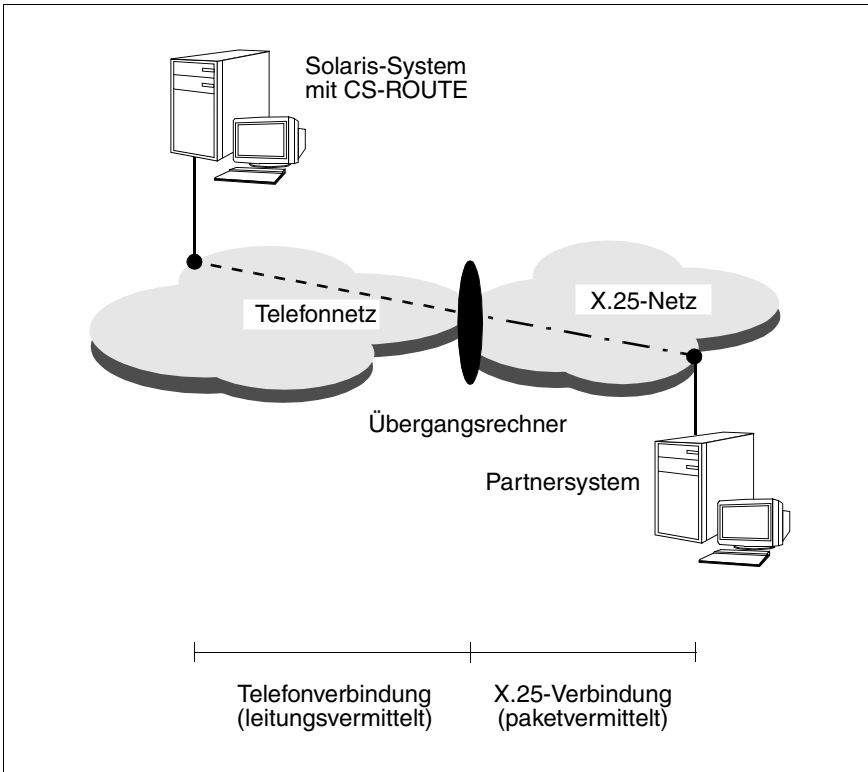 Solaris-System
mit CS-ROUTE
Telefonnetz
X.25-Netz
Übergangsrechner
Partnersystem
Telefonverbindung
(leitungsvermittelt)
X.25-Verbindung
(paketvermittelt)